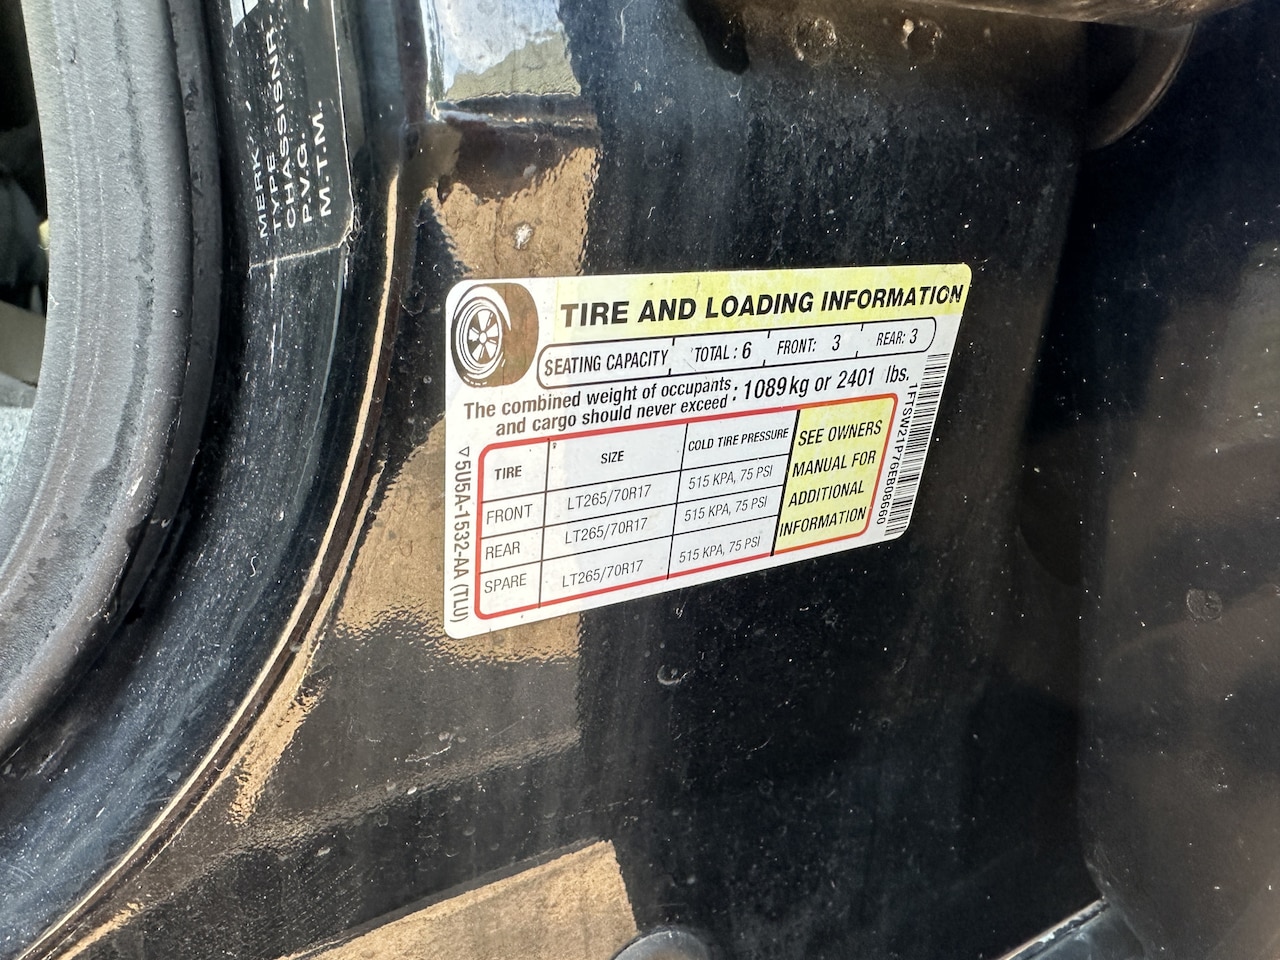 MERK
TYPE
CHASSISNR.
P.V.G.
M.T.M.
TIRE AND LOADING INFORMATION
SEATING CAPACITY TOTAL : 6 FRONT: 3 REAR: 3
The combined weight of occupants
and cargo should never exceed : 1089 kg or 2401 lbs.
TIRE SIZE COLD TIRE PRESSURE
FRONT LT265/70R17 515 KPA, 75 PSI
REAR LT265/70R17 515 KPA, 75 PSI
SPARE LT265/70R17 515 KPA, 75 PSI
SEE OWNERS
MANUAL FOR
ADDITIONAL
INFORMATION
▽5U5A-1532-AA (TLU)
1FTSW21P76EB08660